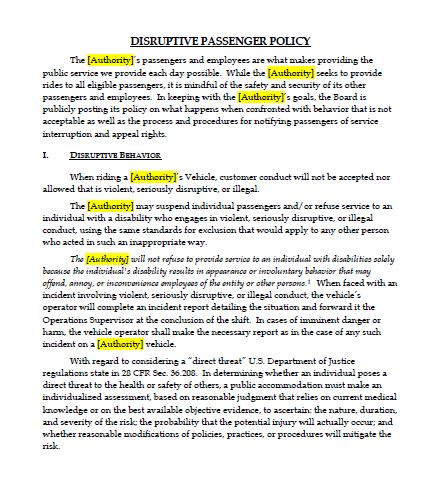 DISRUPTIVE PASSENGER POLICY
The [Authority]'s passengers and employees are what makes providing the
public service we provide each day possible. While the [Authority] seeks to provide
rides to all eligible passengers, it is mindful of the safety and security of its other
passengers and employees. In keeping with the [Authority]'s goals, the Board is
publicly posting its policy on what happens when confronted with behavior that is not
acceptable as well as the process and procedures for notifying passengers of service
interruption and appeal rights.
I. DISRUPTIVE BEHAVIOR
When riding a [Authority]'s Vehicle, customer conduct will not be accepted nor
allowed that is violent, seriously disruptive, or illegal.
The [Authority] may suspend individual passengers and/or refuse service to an
individual with a disability who engages in violent, seriously disruptive, or illegal
conduct, using the same standards for exclusion that would apply to any other person
who acted in such an inappropriate way.
The [Authority] will not refuse to provide service to an individual with disabilities solely
because the individual's disability results in appearance or involuntary behavior that may
offend, annoy, or inconvenience employees of the entity or other persons.¹ When faced with an
incident involving violent, seriously disruptive, or illegal conduct, the vehicle's
operator will complete an incident report detailing the situation and forward it the
Operations Supervisor at the conclusion of the shift. In cases of imminent danger or
harm, the vehicle operator shall make the necessary report as in the case of any such
incident on a [Authority] vehicle.
With regard to considering a "direct threat" U.S. Department of Justice
regulations state in 28 CFR Sec. 36.208. In determining whether an individual poses a
direct threat to the health or safety of others, a public accommodation must make an
individualized assessment, based on reasonable judgment that relies on current medical
knowledge or on the best available objective evidence, to ascertain: the nature, duration,
and severity of the risk; the probability that the potential injury will actually occur; and
whether reasonable modifications of policies, practices, or procedures will mitigate the
risk.